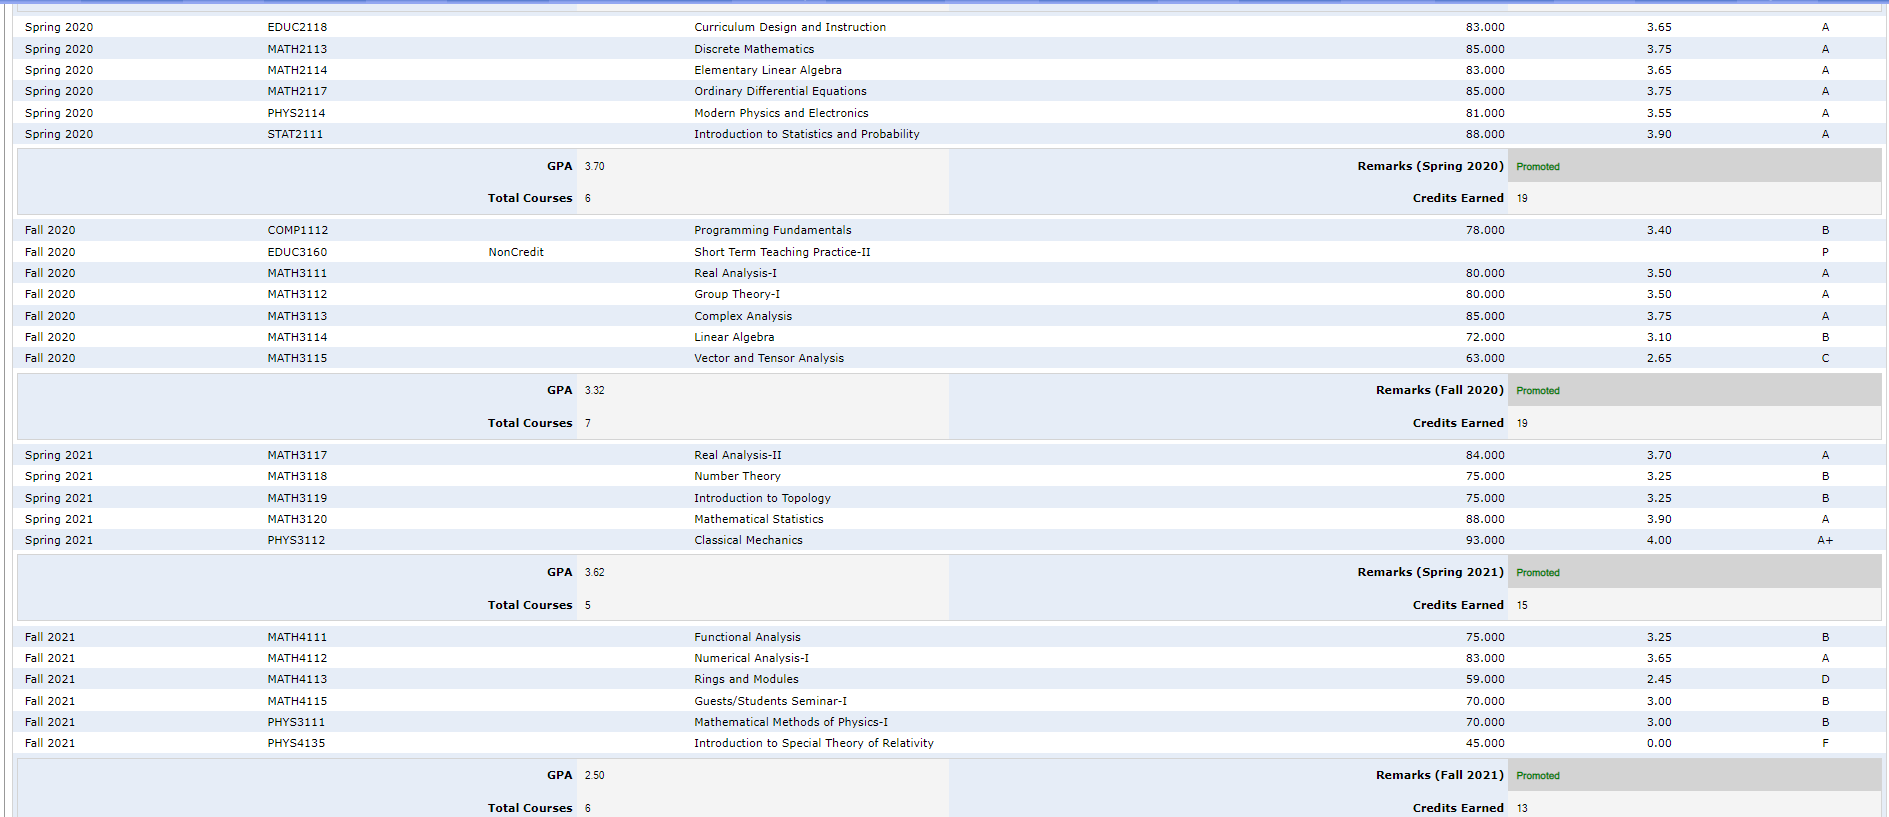 Spring 2020 EDUC2118 Curriculum Design and Instruction 83.000 3.65 A
Spring 2020 MATH2113 Discrete Mathematics 85.000 3.75 A
Spring 2020 MATH2114 Elementary Linear Algebra 83.000 3.65 A
Spring 2020 MATH2117 Ordinary Differential Equations 85.000 3.75 A
Spring 2020 PHYS2114 Modern Physics and Electronics 81.000 3.55 A
Spring 2020 STAT2111 Introduction to Statistics and Probability 88.000 3.90 A
GPA 3.70 Remarks (Spring 2020) Promoted
Total Courses 6 Credits Earned 19
Fall 2020 COMP1112 Programming Fundamentals 78.000 3.40 B
Fall 2020 EDUC3160 NonCredit Short Term Teaching Practice-II P
Fall 2020 MATH3111 Real Analysis-I 80.000 3.50 A
Fall 2020 MATH3112 Group Theory-I 80.000 3.50 A
Fall 2020 MATH3113 Complex Analysis 85.000 3.75 A
Fall 2020 MATH3114 Linear Algebra 72.000 3.10 B
Fall 2020 MATH3115 Vector and Tensor Analysis 63.000 2.65 C
GPA 3.32 Remarks (Fall 2020) Promoted
Total Courses 7 Credits Earned 19
Spring 2021 MATH3117 Real Analysis-II 84.000 3.70 A
Spring 2021 MATH3118 Number Theory 75.000 3.25 B
Spring 2021 MATH3119 Introduction to Topology 75.000 3.25 B
Spring 2021 MATH3120 Mathematical Statistics 88.000 3.90 A
Spring 2021 PHYS3112 Classical Mechanics 93.000 4.00 A+
GPA 3.62 Remarks (Spring 2021) Promoted
Total Courses 5 Credits Earned 15
Fall 2021 MATH4111 Functional Analysis 75.000 3.25 B
Fall 2021 MATH4112 Numerical Analysis-I 83.000 3.65 A
Fall 2021 MATH4113 Rings and Modules 59.000 2.45 D
Fall 2021 MATH4115 Guests/Students Seminar-I 70.000 3.00 B
Fall 2021 PHYS3111 Mathematical Methods of Physics-I 70.000 3.00 B
Fall 2021 PHYS4135 Introduction to Special Theory of Relativity 45.000 0.00 F
GPA 2.50 Remarks (Fall 2021) Promoted
Total Courses 6 Credits Earned 13